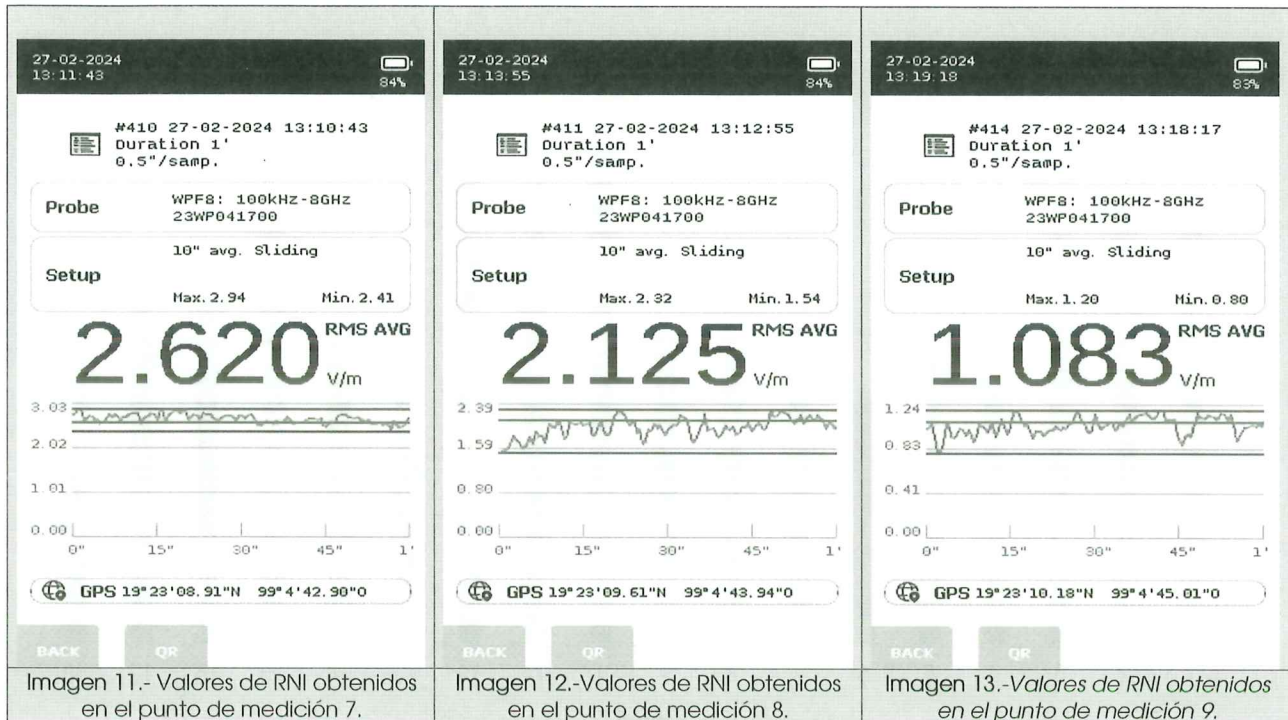 27-02-2024
13:11:43
84%
#410 27-02-2024 13:10:43
Duration 1'
0.5"/samp.
Probe
WPF8: 100kHz-8GHz
23WP041700
10" avg. Sliding
Setup
Max.2.94 Min.2.41
2.620 RMS AVG
V/m
3.03
2.02
1.01
0.00
0" 15" 30" 45" 1'
GPS 19°23'08.91"N 99°4'42.90"O
BACK QR
Imagen 11.- Valores de RNI obtenidos
en el punto de medición 7.
27-02-2024
13:13:55
84%
#411 27-02-2024 13:12:55
Duration 1'
0.5"/samp.
Probe
WPF8: 100kHz-8GHz
23WP041700
10" avg. Sliding
Setup
Max.2.32 Min.1.54
2.125 RMS AVG
V/m
2.39
1.59
0.80
0.00
0" 15" 30" 45" 1'
GPS 19°23'09.61"N 99°4'43.94"O
BACK QR
Imagen 12.-Valores de RNI obtenidos
en el punto de medición 8.
27-02-2024
13:19:18
83%
#414 27-02-2024 13:18:17
Duration 1'
0.5"/samp.
Probe
WPF8: 100kHz-8GHz
23WP041700
10" avg. Sliding
Setup
Max.1.20 Min.0.80
1.083 RMS AVG
V/m
1.24
0.83
0.41
0.00
0" 15" 30" 45" 1'
GPS 19°23'10.18"N 99°4'45.01"O
BACK QR
Imagen 13.-Valores de RNI obtenidos
en el punto de medición 9.